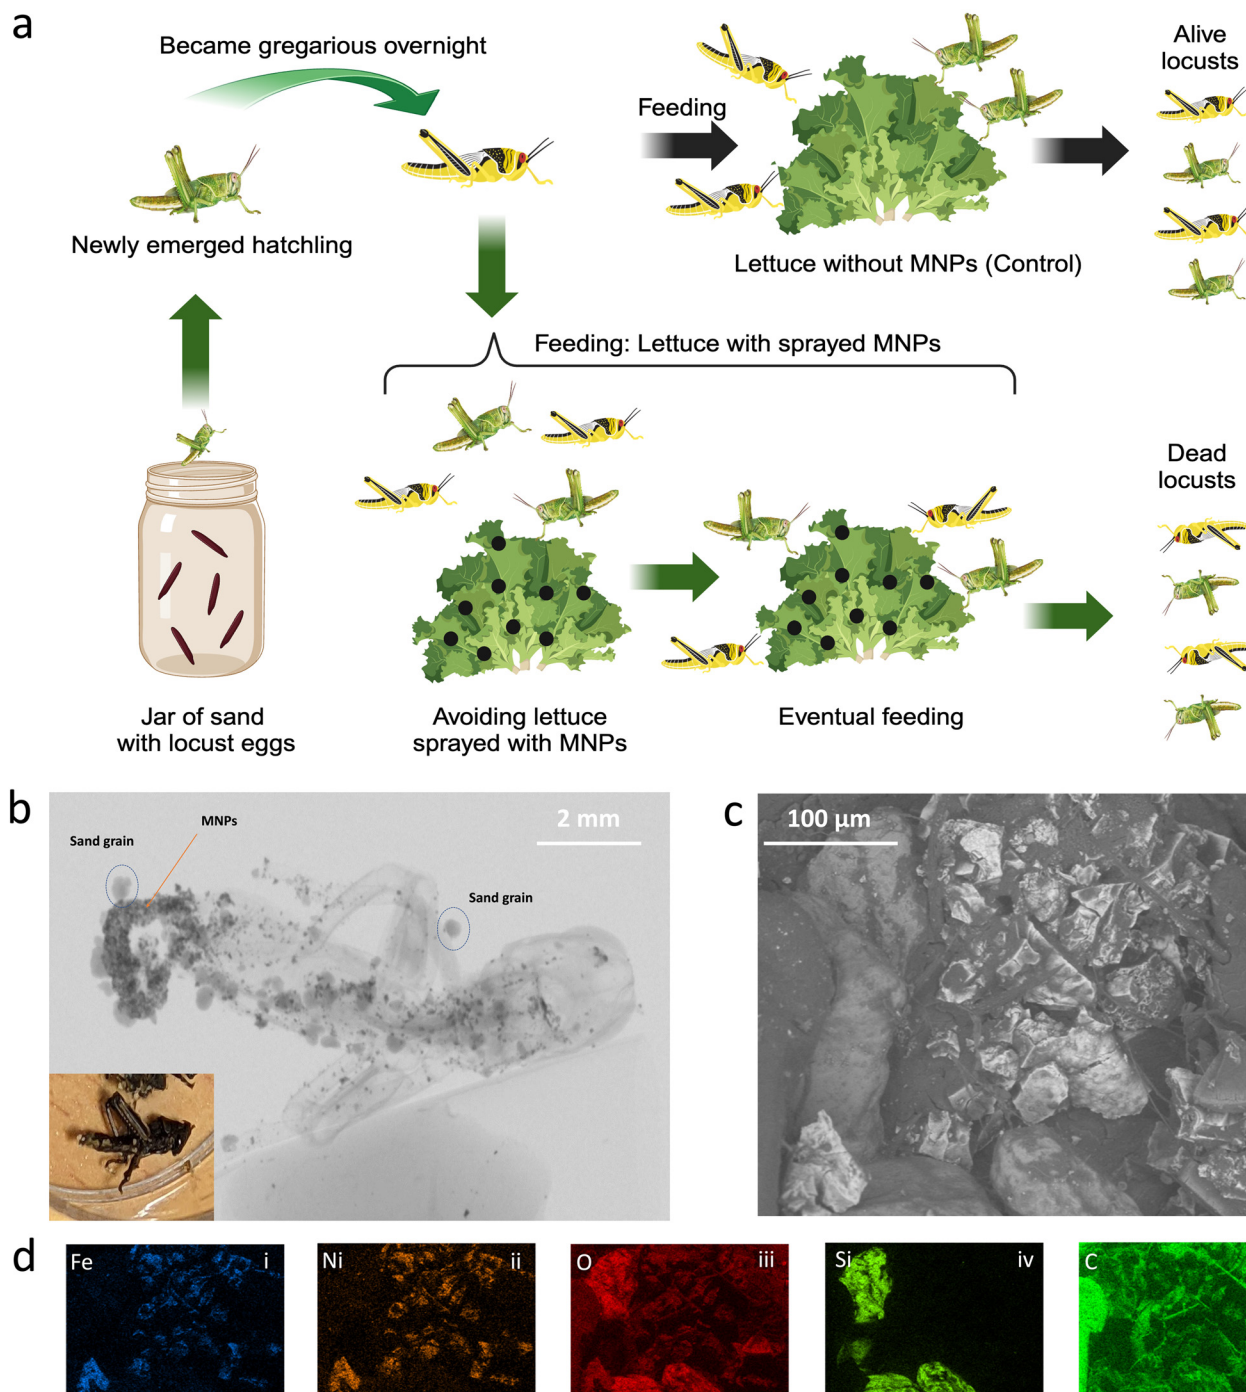 a
Became gregarious overnight
Newly emerged hatchling
Feeding
Lettuce without MNPs (Control)
Alive
locusts
Feeding: Lettuce with sprayed MNPs
Jar of sand
with locust eggs
Avoiding lettuce
sprayed with MNPs
Eventual feeding
Dead
locusts
b
MNPs
Sand grain
Sand grain
2 mm
c
100 µm
d
Fe
i
Ni
ii
O
iii
Si
iv
C